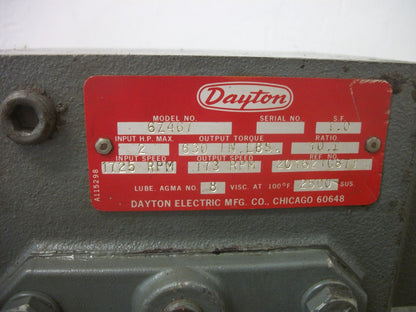 Dayton
MODEL NO. SERIAL NO. S.F.
6Z467 1.0
INPUT H.P. MAX. OUTPUT TORQUE RATIO
2 630 IN.LBS. 10:1
INPUT SPEED OUTPUT SPEED REF. NO.
1725 RPM 173 RPM
LUBE. AGMA NO. 8 VISC. AT 100°F 2500 SUS.
DAYTON ELECTRIC MFG. CO., CHICAGO 60648
A115298